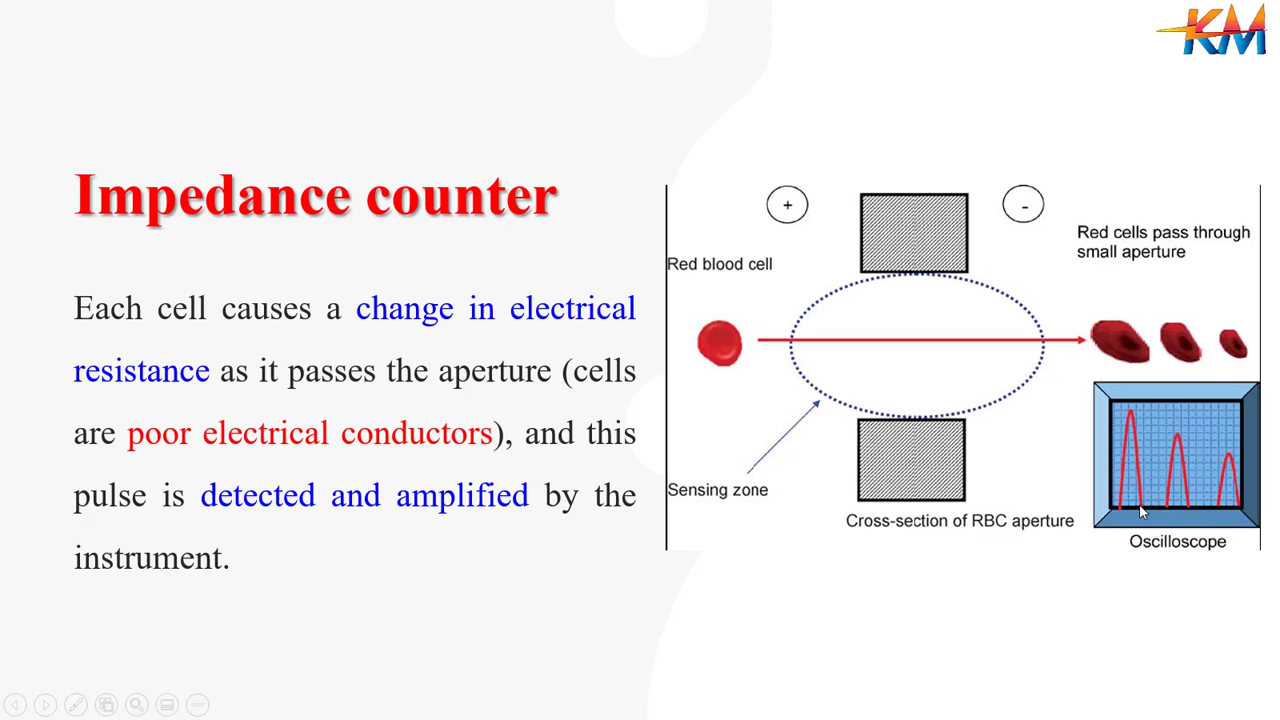 KM
Impedance counter
Each cell causes a change in electrical
resistance as it passes the aperture (cells
are poor electrical conductors), and this
pulse is detected and amplified by the
instrument.
+
-
Red cells pass through
small aperture
Red blood cell
Sensing zone
Cross-section of RBC aperture
Oscilloscope